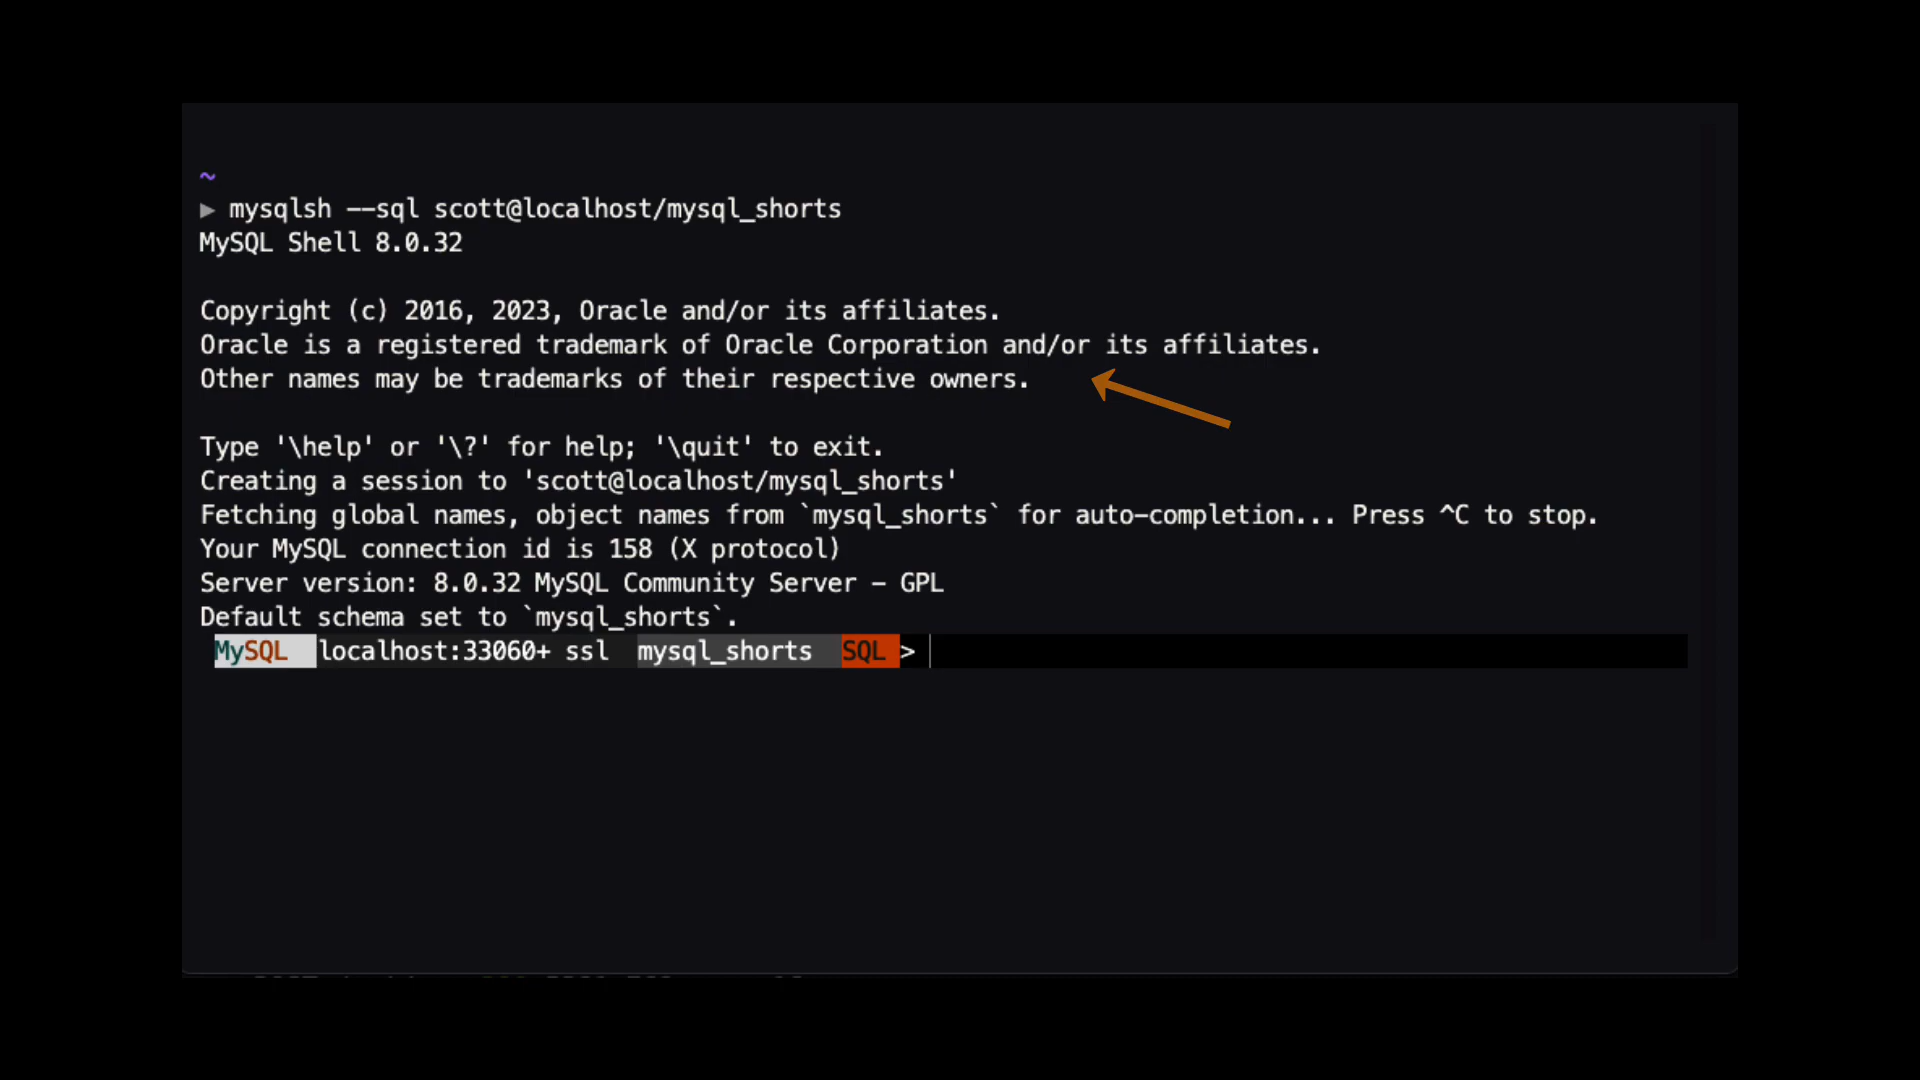 ~
▶ mysqlsh --sql scott@localhost/mysql_shorts
MySQL Shell 8.0.32
Copyright (c) 2016, 2023, Oracle and/or its affiliates.
Oracle is a registered trademark of Oracle Corporation and/or its affiliates.
Other names may be trademarks of their respective owners.
Type '\help' or '\?' for help; '\quit' to exit.
Creating a session to 'scott@localhost/mysql_shorts'
Fetching global names, object names from `mysql_shorts` for auto-completion... Press ^C to stop.
Your MySQL connection id is 158 (X protocol)
Server version: 8.0.32 MySQL Community Server - GPL
Default schema set to `mysql_shorts`.
MySQL localhost:33060+ ssl mysql_shorts SQL >